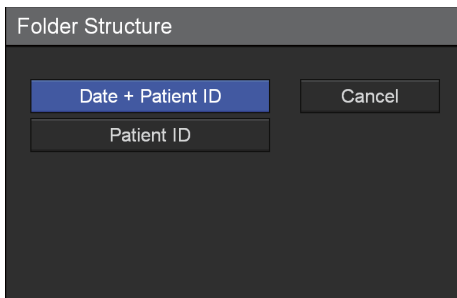 Folder Structure
Date + Patient ID
Cancel
Patient ID